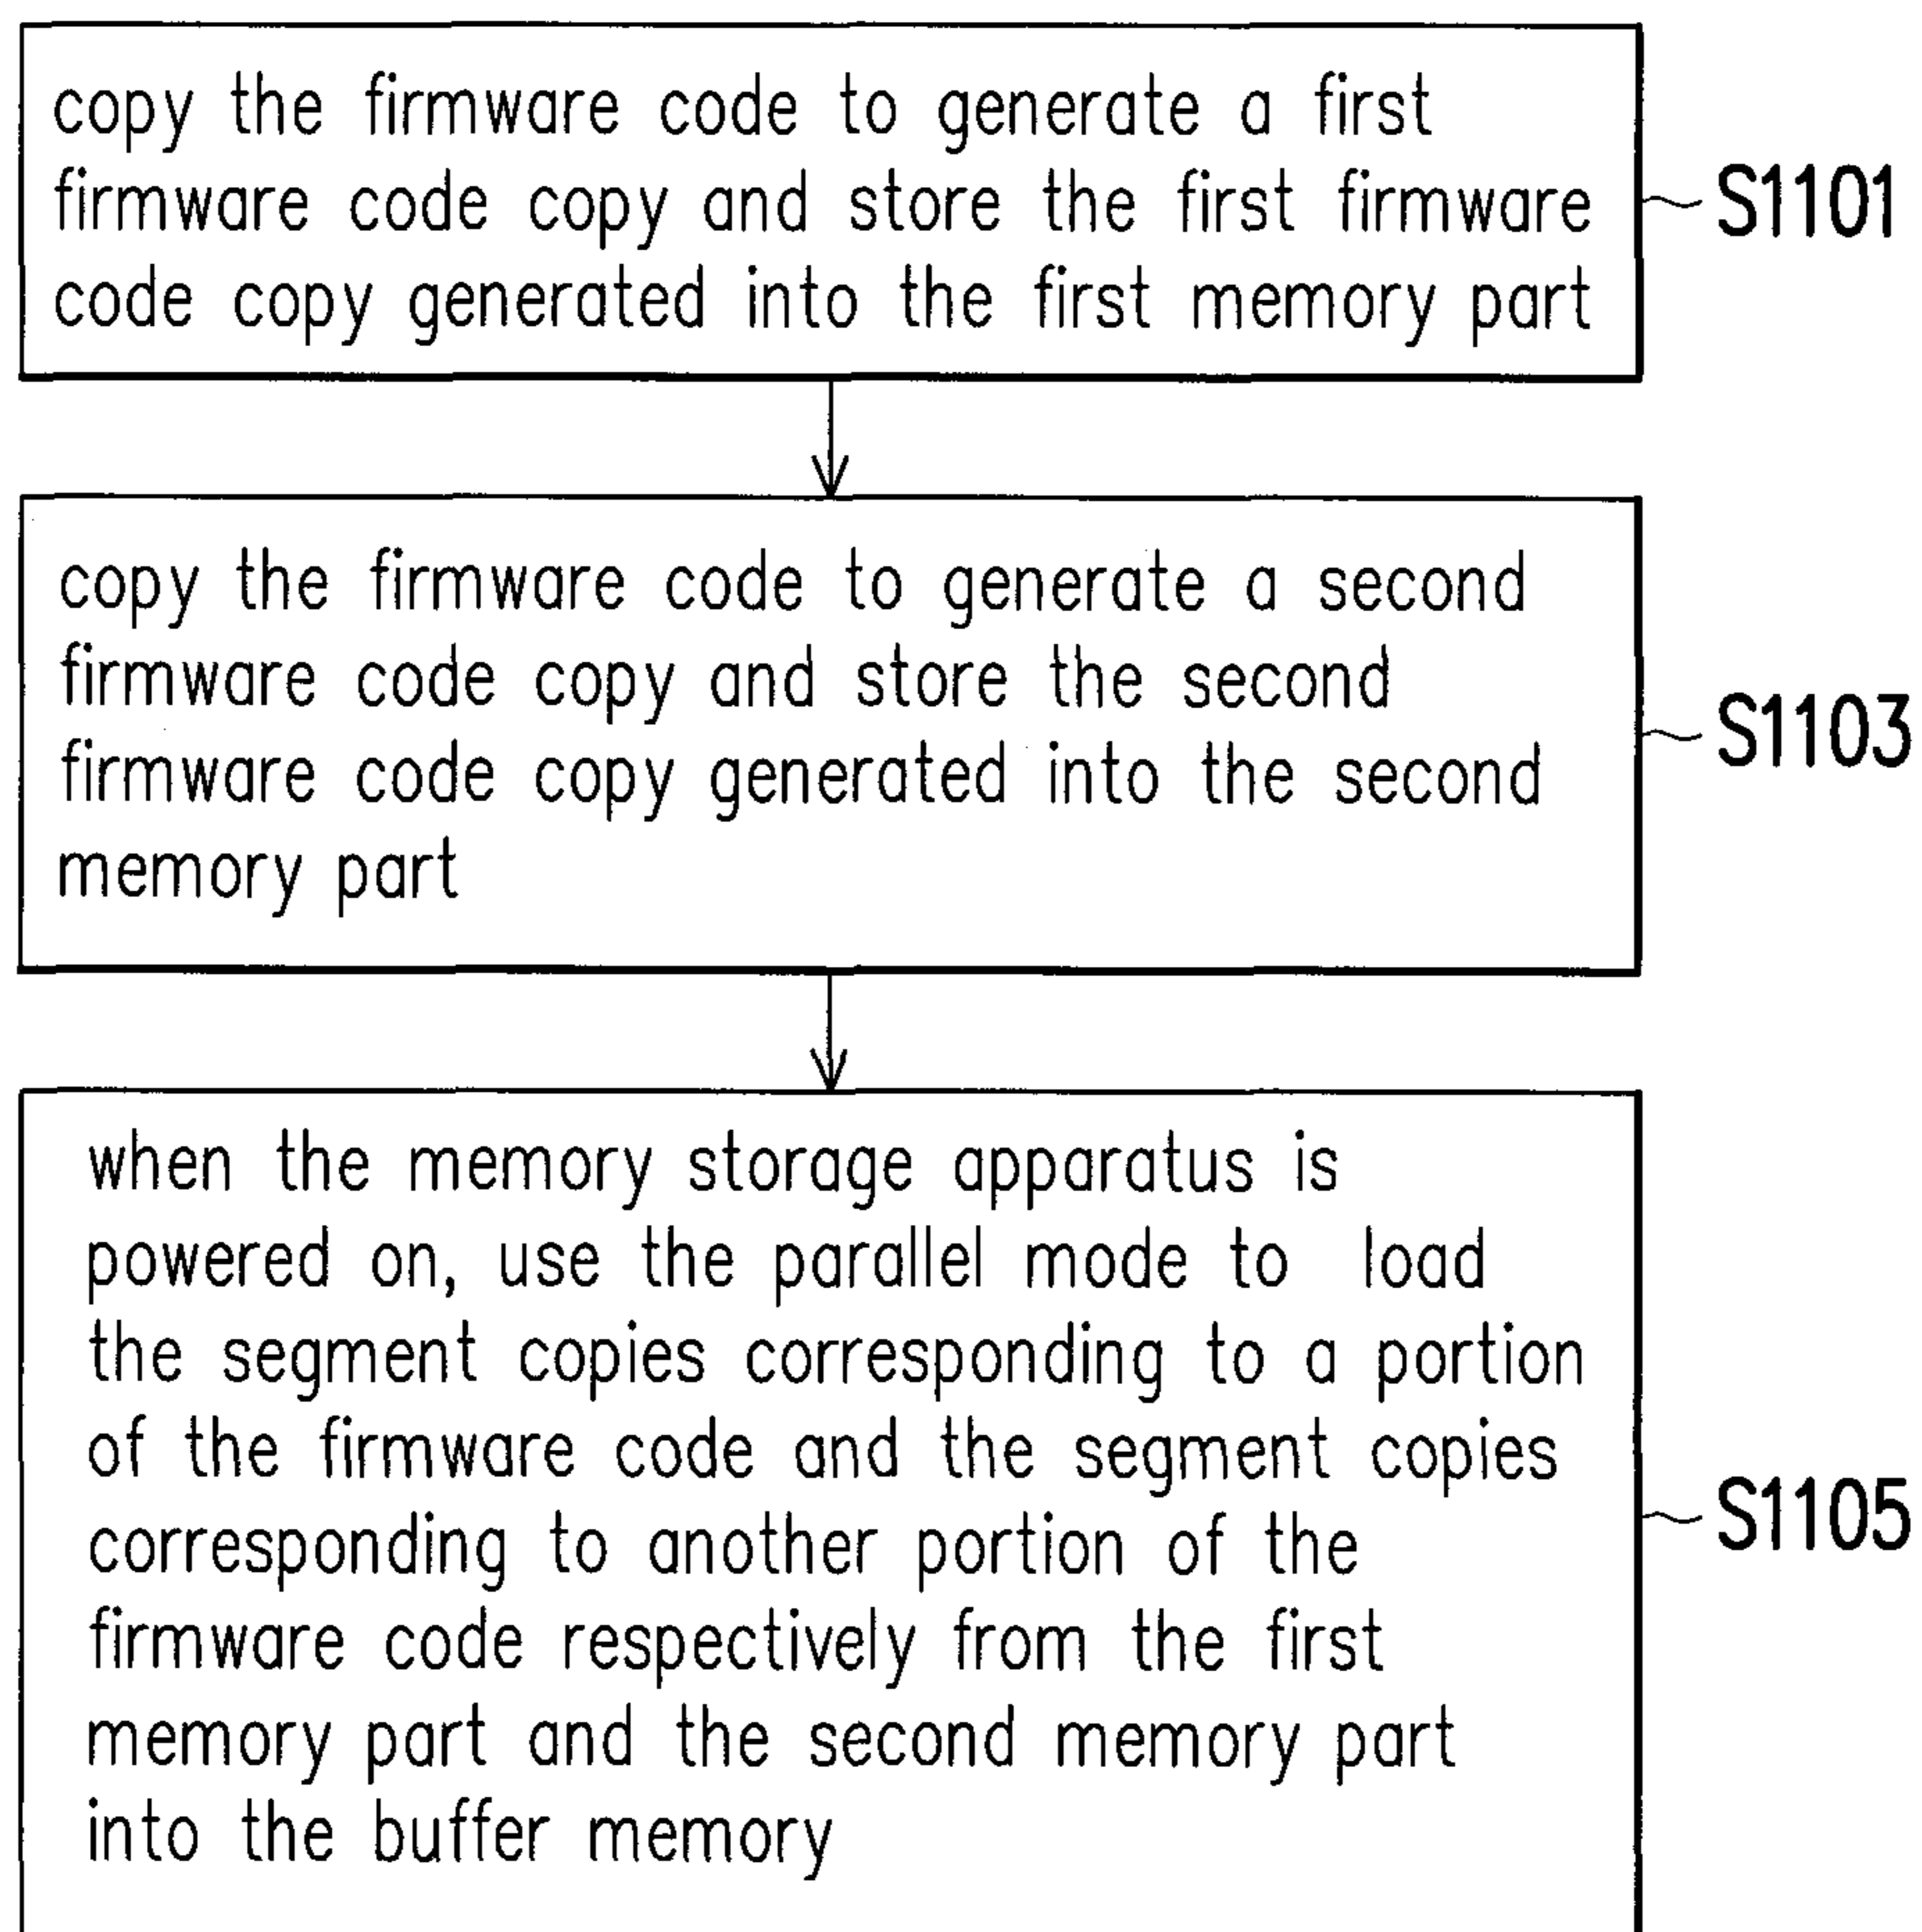 copy the firmware code to generate a first
firmware code copy and store the first firmware
code copy generated into the first memory part
S1101
copy the firmware code to generate a second
firmware code copy and store the second
firmware code copy generated into the second
memory part
S1103
when the memory storage apparatus is
powered on, use the parallel mode to load
the segment copies corresponding to a portion
of the firmware code and the segment copies
corresponding to another portion of the
firmware code respectively from the first
memory part and the second memory part
into the buffer memory
S1105